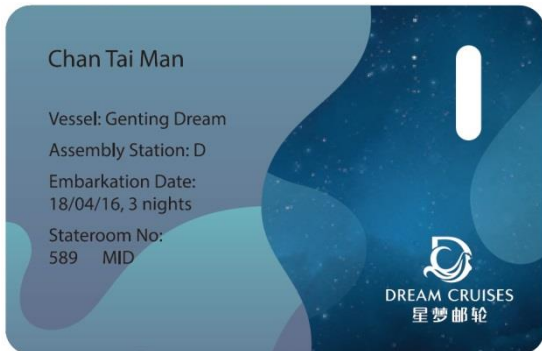 Chan Tai Man
Vessel: Genting Dream
Assembly Station: D
Embarkation Date:
18/04/16, 3 nights
Stateroom No:
589 MID
DREAM CRUISES
星梦邮轮